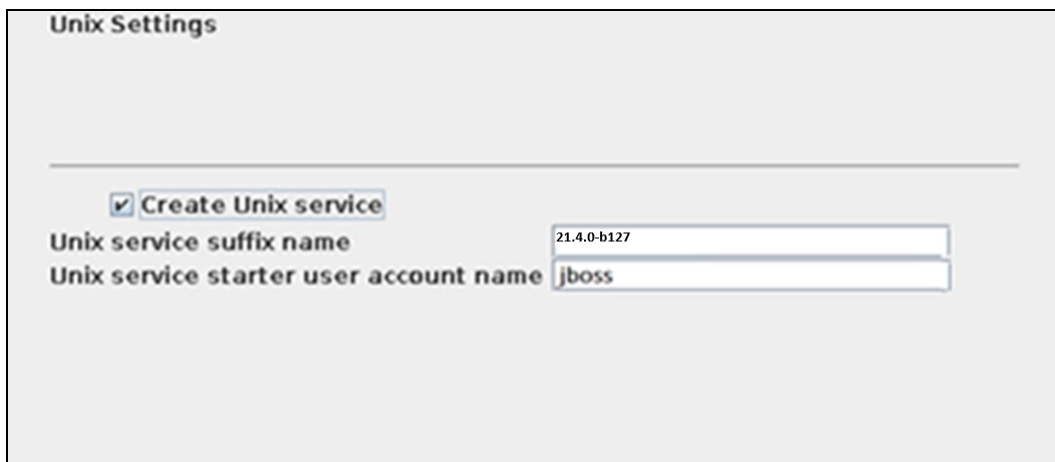 Unix Settings
Create Unix service
Unix service suffix name 21.4.0-b127
Unix service starter user account name jboss